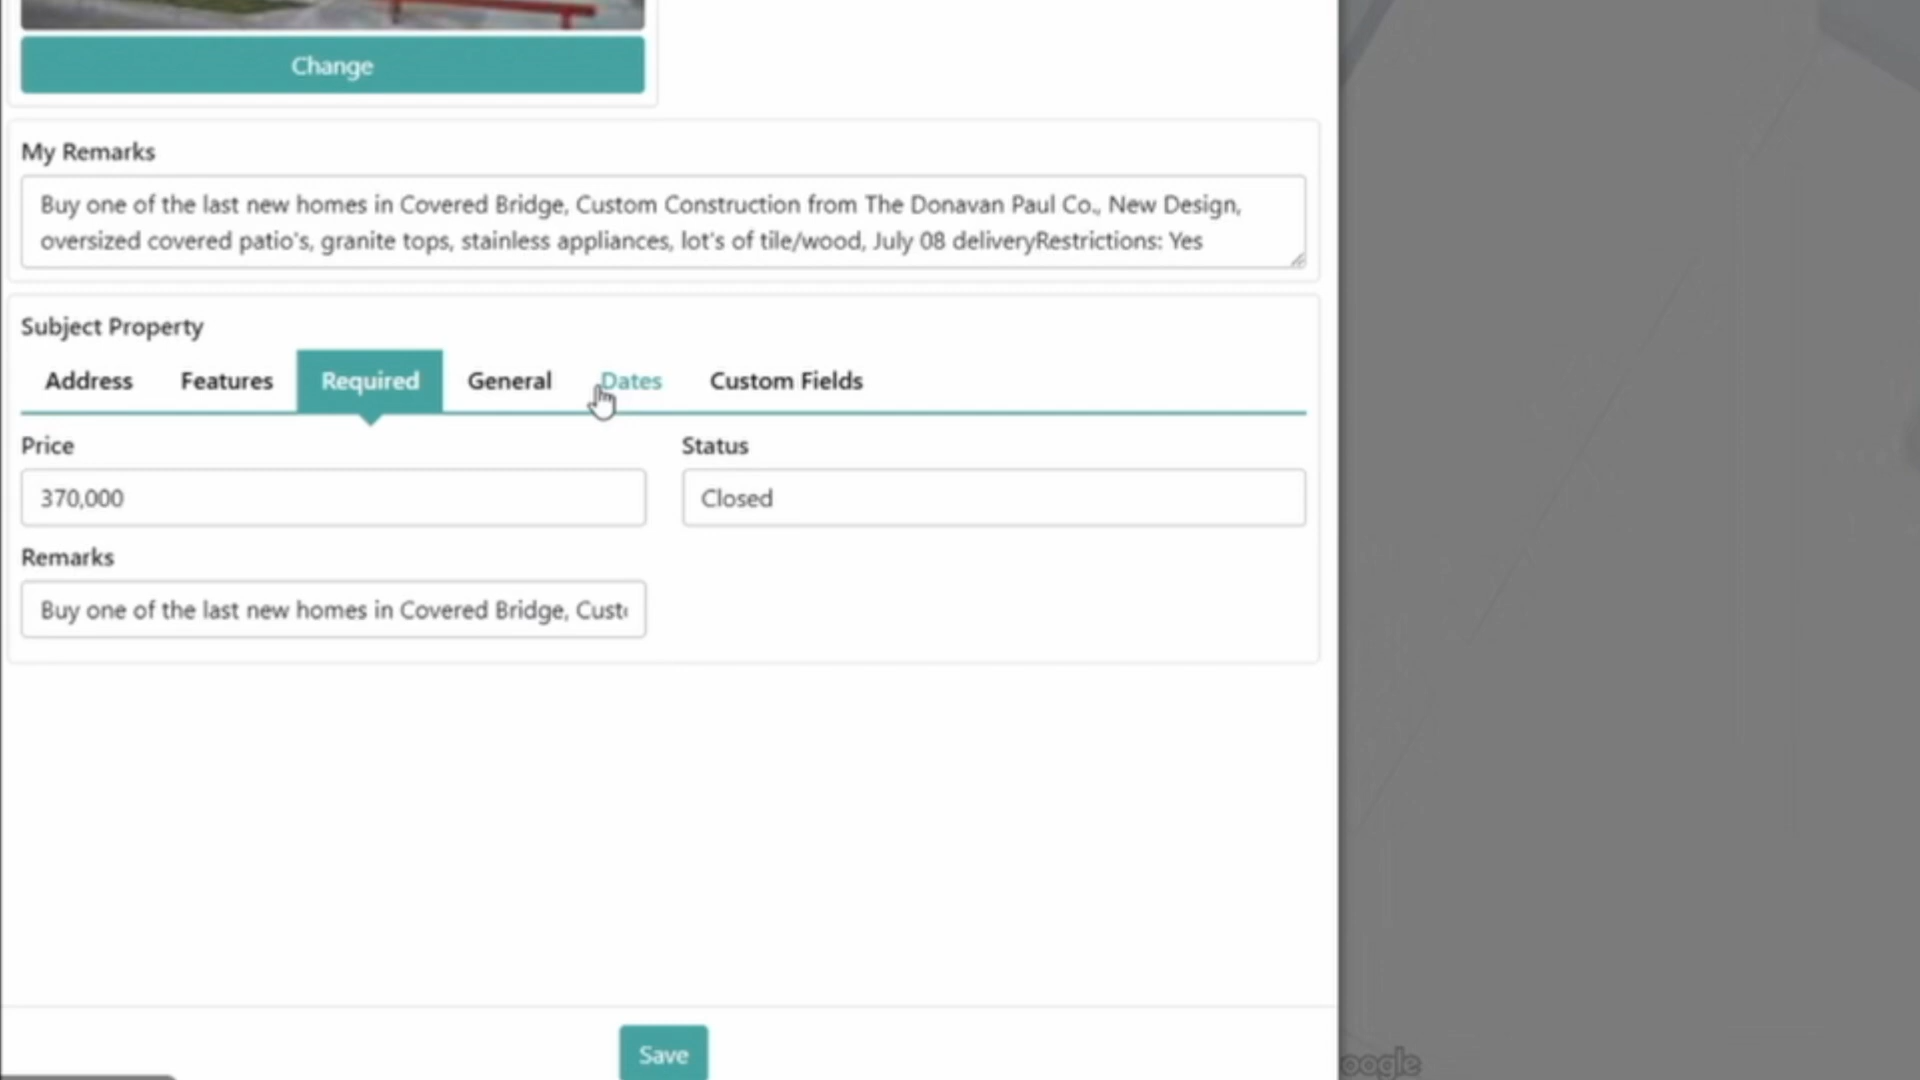 Change
My Remarks
Buy one of the last new homes in Covered Bridge, Custom Construction from The Donavan Paul Co., New Design,
oversized covered patio's, granite tops, stainless appliances, lot's of tile/wood, July 08 deliveryRestrictions: Yes
Subject Property
Address Features Required General Dates Custom Fields
Price Status
370,000 Closed
Remarks
Buy one of the last new homes in Covered Bridge,
Save
oogle